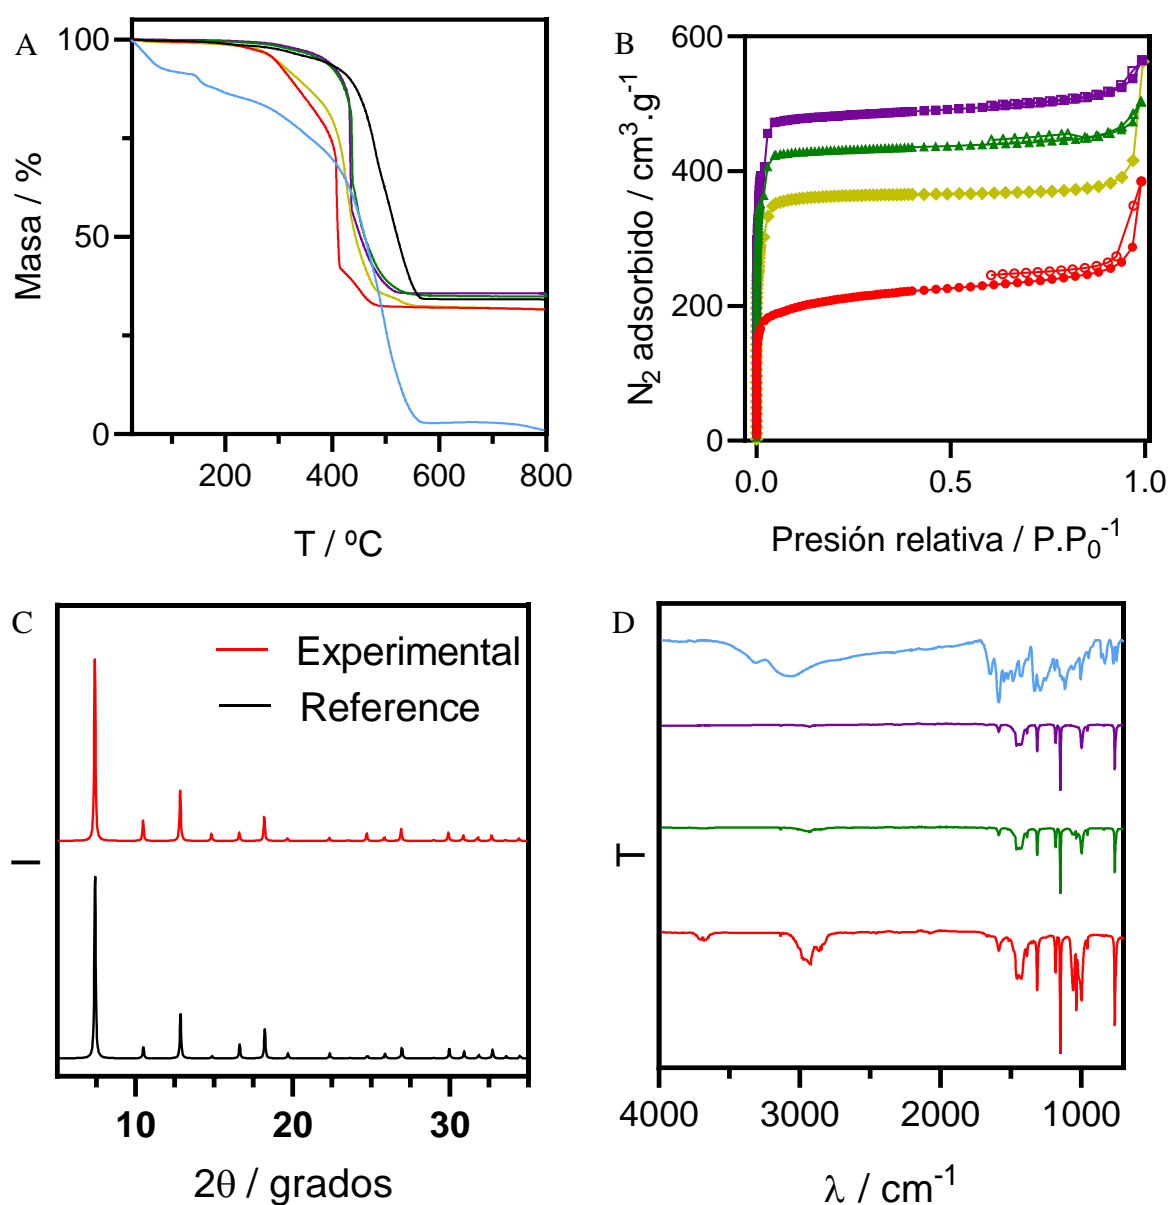 A
100
50
0
Masa / %
200
400
600
800
T / ºC
B
600
400
200
0
N₂ adsorbido / cm³.g⁻¹
0.0
0.5
1.0
Presión relativa / P.P₀⁻¹
C
Experimental
Reference
I
10
20
30
2θ / grados
D
T
4000
3000
2000
1000
λ / cm⁻¹